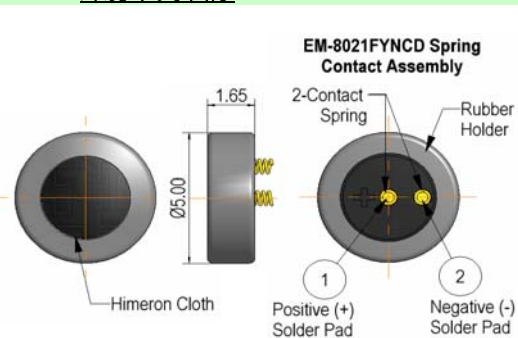 EM-8021FYNCD Spring
Contact Assembly
1.65
2-Contact
Spring
Rubber
Holder
Ø5.00
Himeron Cloth
1
Positive (+)
Solder Pad
2
Negative (-)
Solder Pad